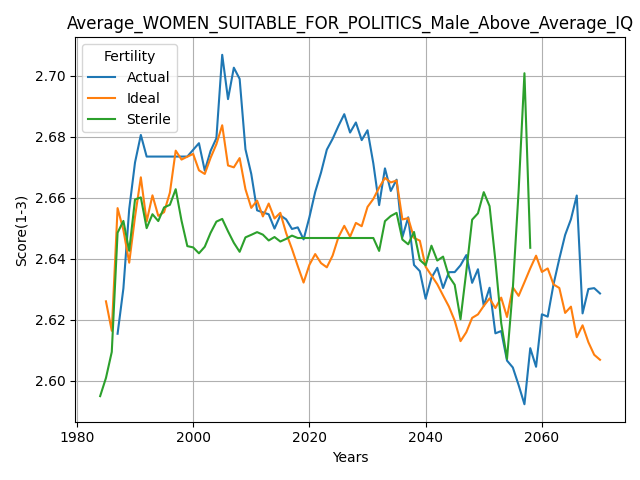 Average_WOMEN_SUITABLE_FOR_POLITICS_Male_Above_Average_IQ
Fertility
Actual
Ideal
Sterile
Score(1-3)
2.70
2.68
2.66
2.64
2.62
2.60
1980
2000
2020
2040
2060
Years